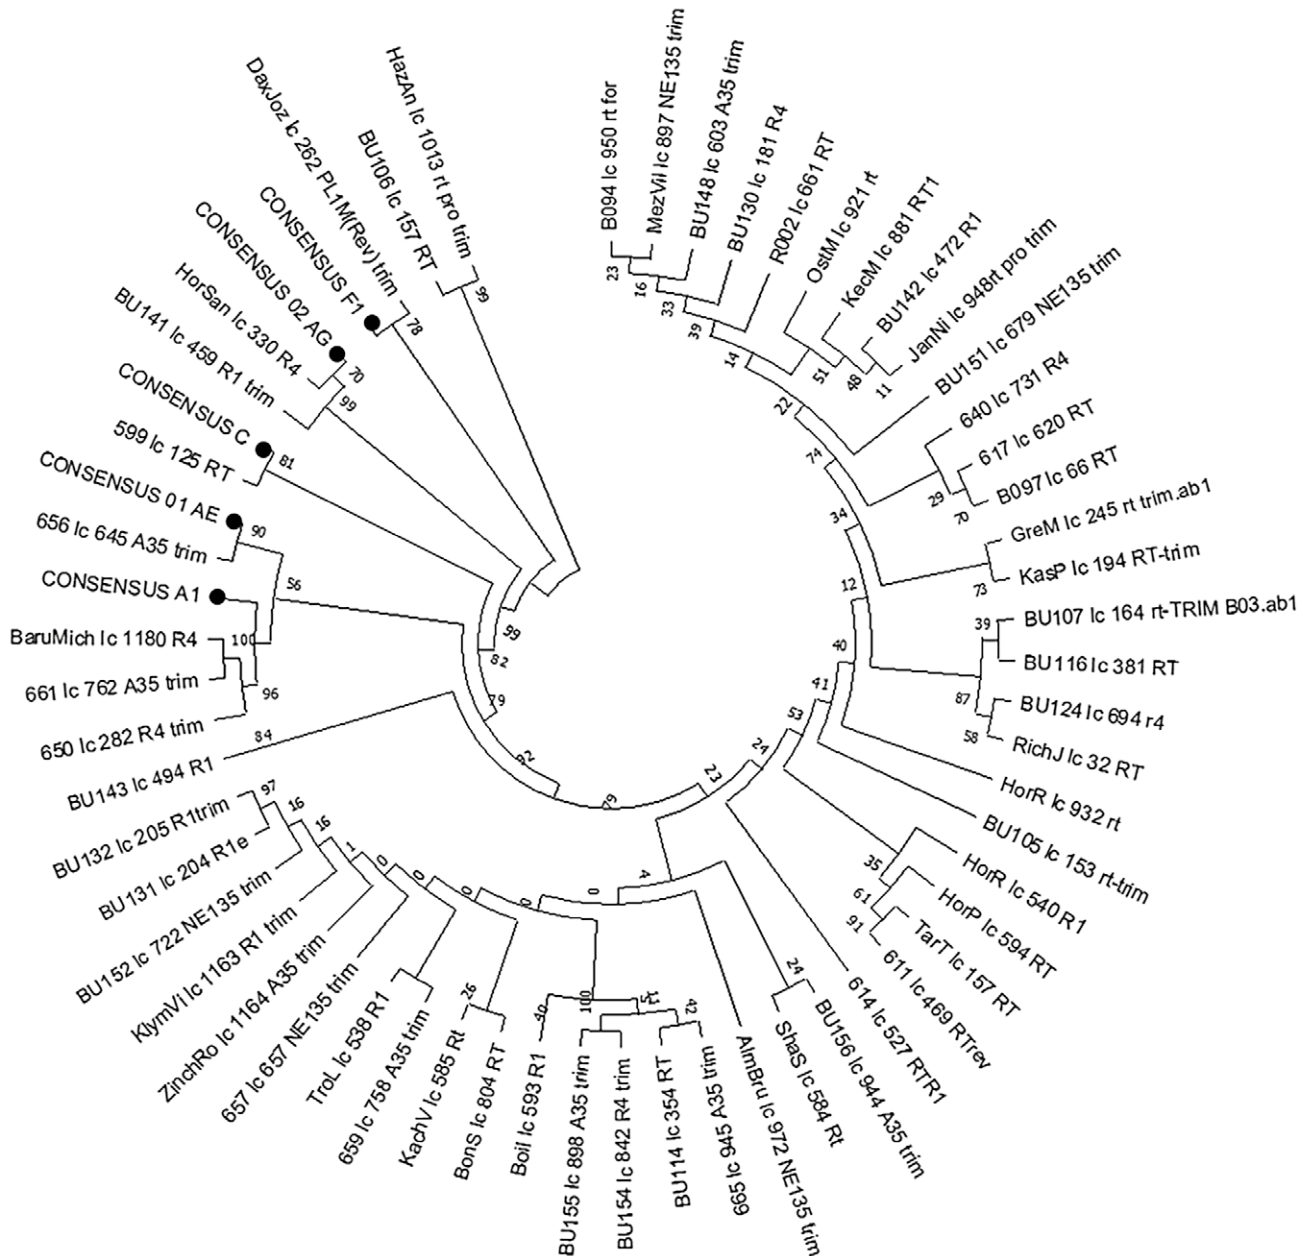 HazAn lc 1013 rt pro trim
BU106 lc 157 RT
DaxJoz lc 262 PL1M(Rev) trim
CONSENSUS F1
CONSENSUS 02 AG
HorSan lc 330 R4
BU141 lc 459 R1 trim
CONSENSUS C
599 lc 125 RT
CONSENSUS 01 AE
656 lc 645 A35 trim
CONSENSUS A1
BaruMich lc 1180 R4
661 lc 762 A35 trim
650 lc 282 R4 trim
BU143 lc 494 R1
BU132 lc 205 R1trim
BU131 lc 204 R1e
BU152 lc 722 NE135 trim
KlymVi lc 1163 R1 trim
ZinchRo lc 1164 A35 trim
657 lc 657 NE135 trim
TroL lc 538 R1
659 lc 758 A35 trim
KachV lc 585 Rt
BonS lc 804 RT
Boil lc 593 R1
BU155 lc 898 A35 trim
BU154 lc 842 R4 trim
BU114 lc 354 RT
665 lc 945 A35 trim
AlmBru lc 972 NE135 trim
ShaS lc 584 Rt
BU156 lc 944 A35 trim
614 lc 527 RTR1
611 lc 469 RTrev
TarT lc 157 RT
HorP lc 594 RT
HorR lc 540 R1
BU105 lc 153 rt-trim
HorR lc 932 rt
RichJ lc 32 RT
BU124 lc 694 r4
BU116 lc 381 RT
BU107 lc 164 rt-TRIM B03.ab1
KasP lc 194 RT-trim
GreM lc 245 rt trim.ab1
B097 lc 66 RT
617 lc 620 RT
640 lc 731 R4
BU151 lc 679 NE135 trim
JanNi lc 948rt pro trim
BU142 lc 472 R1
KecM lc 881 RT1
OstM lc 921 rt
R002 lc 661 RT
BU130 lc 181 R4
BU148 lc 603 A35 trim
MezVil lc 897 NE135 trim
B094 lc 950 rt for
99
78
70
99
81
90
56
100
96
84
97
16
16
1
0
0
0
0
0
4
26
49
100
42
24
91
61
35
58
87
39
73
70
29
11
48
51
23
16
33
39
14
22
74
34
12
40
41
53
24
23
79
92
79
82
99